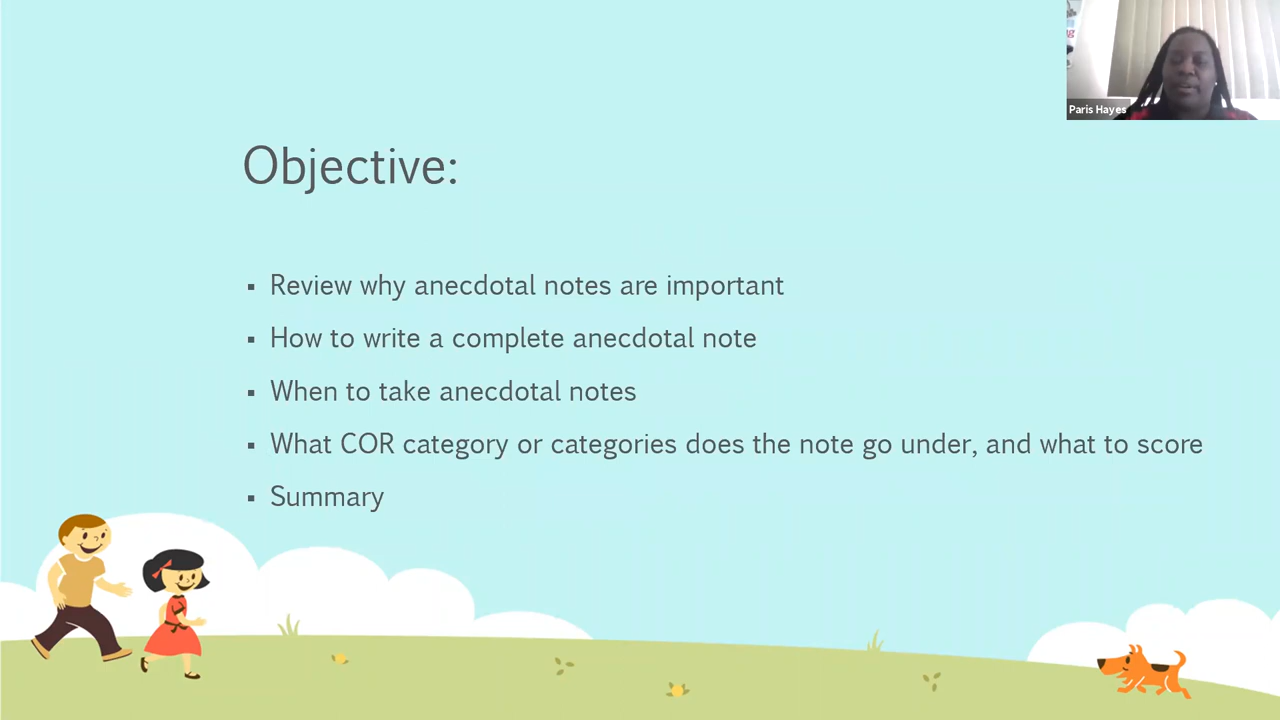 Paris Hayes
Objective:
Review why anecdotal notes are important
How to write a complete anecdotal note
When to take anecdotal notes
What COR category or categories does the note go under, and what to score
Summary